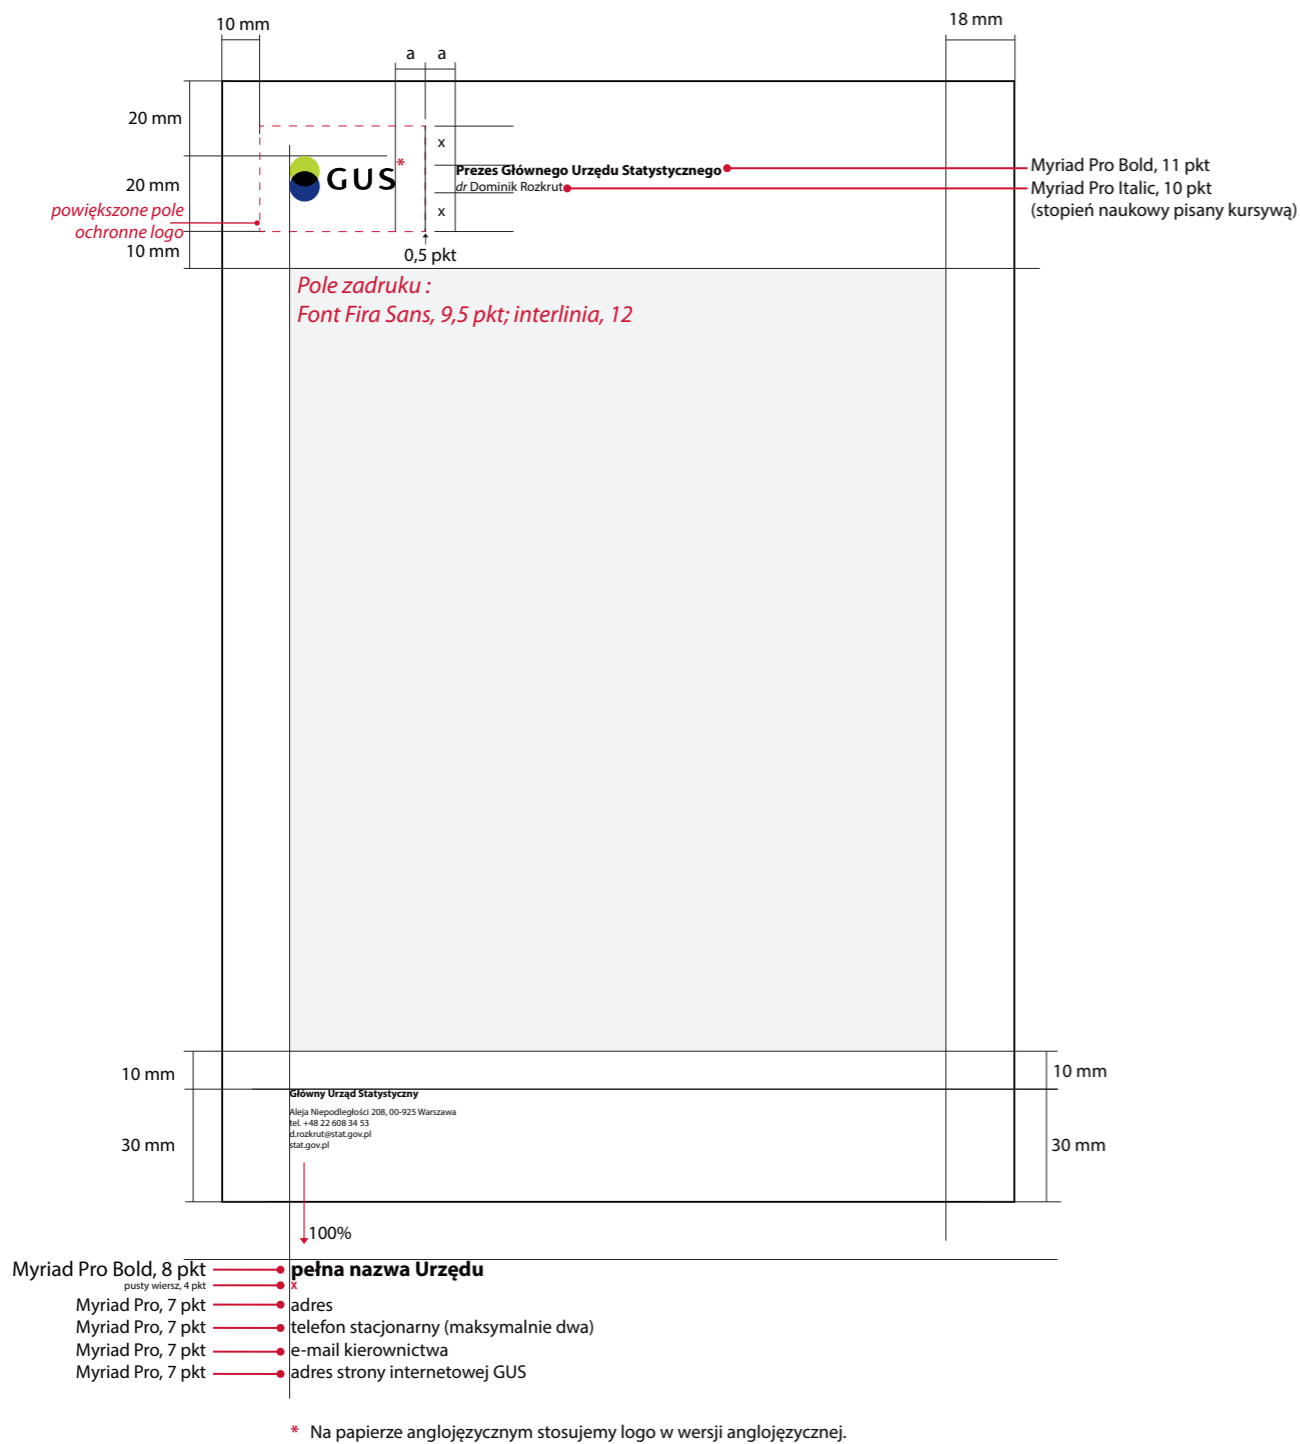 10 mm
18 mm
a a
20 mm
x
GUS*
Prezes Głównego Urzędu Statystycznego
Myriad Pro Bold, 11 pkt
20 mm
dr Dominik Rozkrut
Myriad Pro Italic, 10 pkt
(stopień naukowy pisany kursywą)
powiększone pole
ochronne logo
x
10 mm
0,5 pkt
Pole zadruku :
Font Fira Sans, 9,5 pkt; interlinia, 12
10 mm
10 mm
Główny Urząd Statystyczny
Aleja Niepodległości 208, 00-925 Warszawa
tel. +48 22 608 34 53
d.rozkrut@stat.gov.pl
stat.gov.pl
30 mm
30 mm
100%
Myriad Pro Bold, 8 pkt pełna nazwa Urzędu
pusty wiersz, 4 pkt x
Myriad Pro, 7 pkt adres
Myriad Pro, 7 pkt telefon stacjonarny (maksymalnie dwa)
Myriad Pro, 7 pkt e-mail kierownictwa
Myriad Pro, 7 pkt adres strony internetowej GUS
* Na papierze anglojęzycznym stosujemy logo w wersji anglojęzycznej.